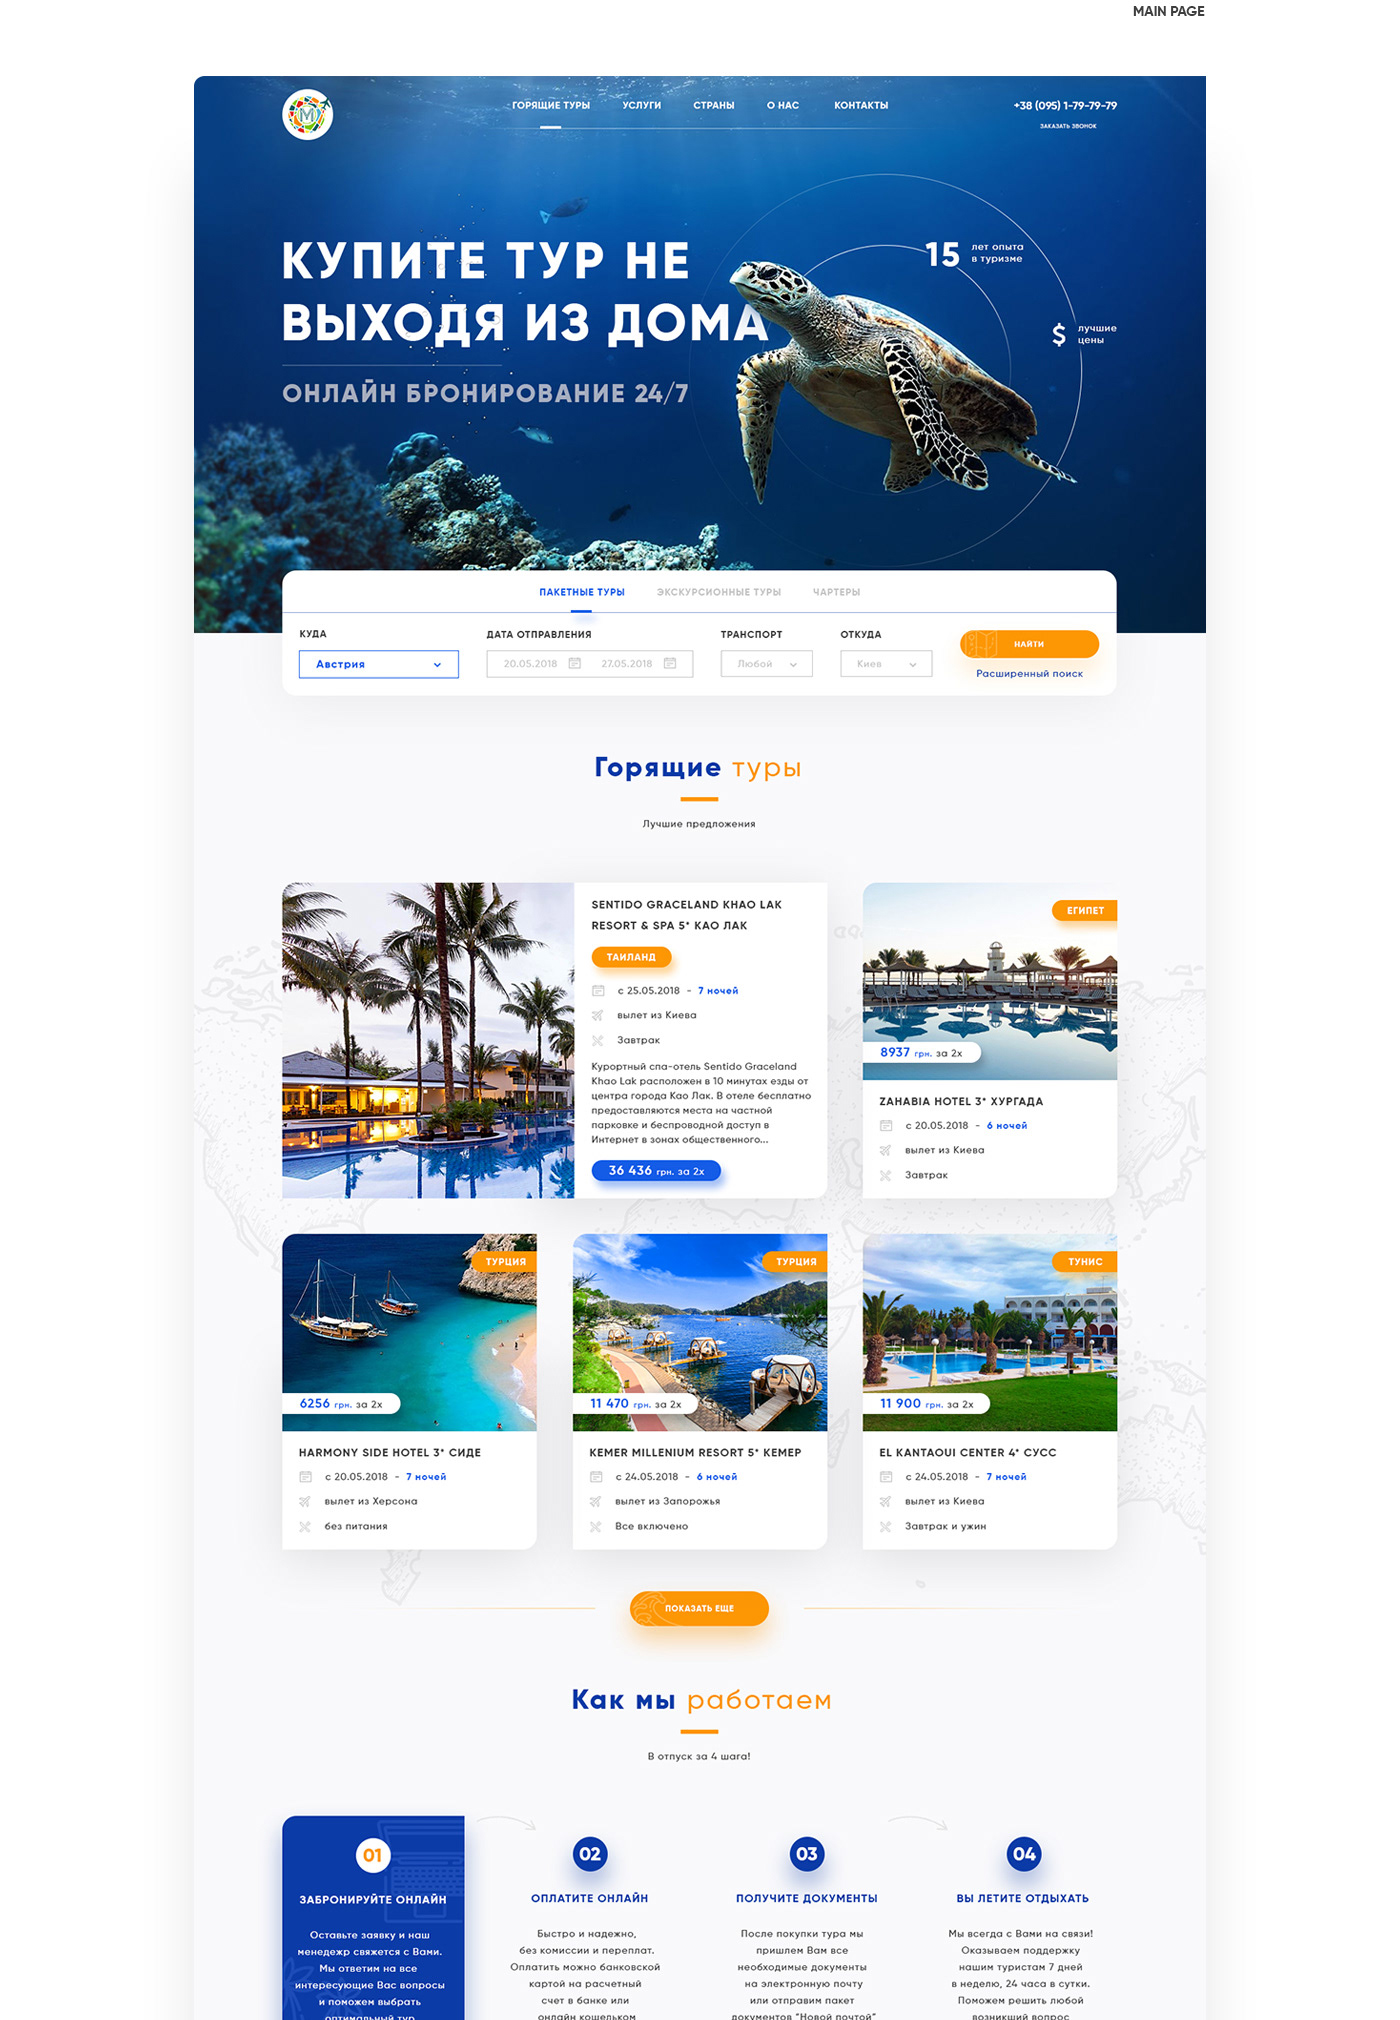 MAIN PAGE
ГОРЯЩИЕ ТУРЫ УСЛУГИ СТРАНЫ О НАС КОНТАКТЫ
+38 (095) 1-79-79-79
ЗАКАЗАТЬ ЗВОНОК
КУПИТЕ ТУР НЕ
ВЫХОДЯ ИЗ ДОМА
ОНЛАЙН БРОНИРОВАНИЕ 24/7
15 лет опыта
в туризме
$ лучшие
цены
ПАКЕТНЫЕ ТУРЫ ЭКСКУРСИОННЫЕ ТУРЫ ЧАРТЕРЫ
КУДА ДАТА ОТПРАВЛЕНИЯ ТРАНСПОРТ ОТКУДА
Австрия 20.05.2018 27.05.2018 Любой Киев
НАЙТИ
Расширенный поиск
Горящие туры
Лучшие предложения
SENTIDO GRACELAND KHAO LAK
RESORT & SPA 5* КАО ЛАК
ТАИЛАНД
с 25.05.2018 - 7 ночей
вылет из Киева
Завтрак
Курортный спа-отель Sentido Graceland
Khao Lak расположен в 10 минутах езды от
центра города Као Лак. В отеле бесплатно
предоставляются места на частной
парковке и беспроводной доступ в
Интернет в зонах общественного...
36 436 грн. за 2х
ЕГИПЕТ
8937 грн. за 2х
ZAHABIA HOTEL 3* ХУРГАДА
с 20.05.2018 - 6 ночей
вылет из Киева
Завтрак
ТУРЦИЯ
6256 грн. за 2х
HARMONY SIDE HOTEL 3* СИДЕ
с 20.05.2018 - 7 ночей
вылет из Херсона
без питания
ТУРЦИЯ
11 470 грн. за 2х
KEMER MILLENIUM RESORT 5* КЕМЕР
с 24.05.2018 - 6 ночей
вылет из Запорожья
Все включено
ТУНИС
11 900 грн. за 2х
EL KANTAOUI CENTER 4* СУСС
с 24.05.2018 - 7 ночей
вылет из Киева
Завтрак и ужин
ПОКАЗАТЬ ЕЩЕ
Как мы работаем
В отпуск за 4 шага!
01
ЗАБРОНИРУЙТЕ ОНЛАЙН
Оставьте заявку и наш
менедежр свяжется с Вами.
Мы ответим на все
интересующие Вас вопросы
и поможем выбрать
оптимальный тур
02
ОПЛАТИТЕ ОНЛАЙН
Быстро и надежно,
без комиссии и переплат.
Оплатить можно банковской
картой на расчетный
счет в банке или
онлайн кошельком
03
ПОЛУЧИТЕ ДОКУМЕНТЫ
После покупки тура мы
пришлем Вам все
необходимые документы
на электронную почту
или отправим пакет
документов "Новой почтой"
04
ВЫ ЛЕТИТЕ ОТДЫХАТЬ
Мы всегда с Вами на связи!
Оказываем поддержку
нашим туристам 7 дней
в неделю, 24 часа в сутки.
Поможем решить любой
возникший вопрос